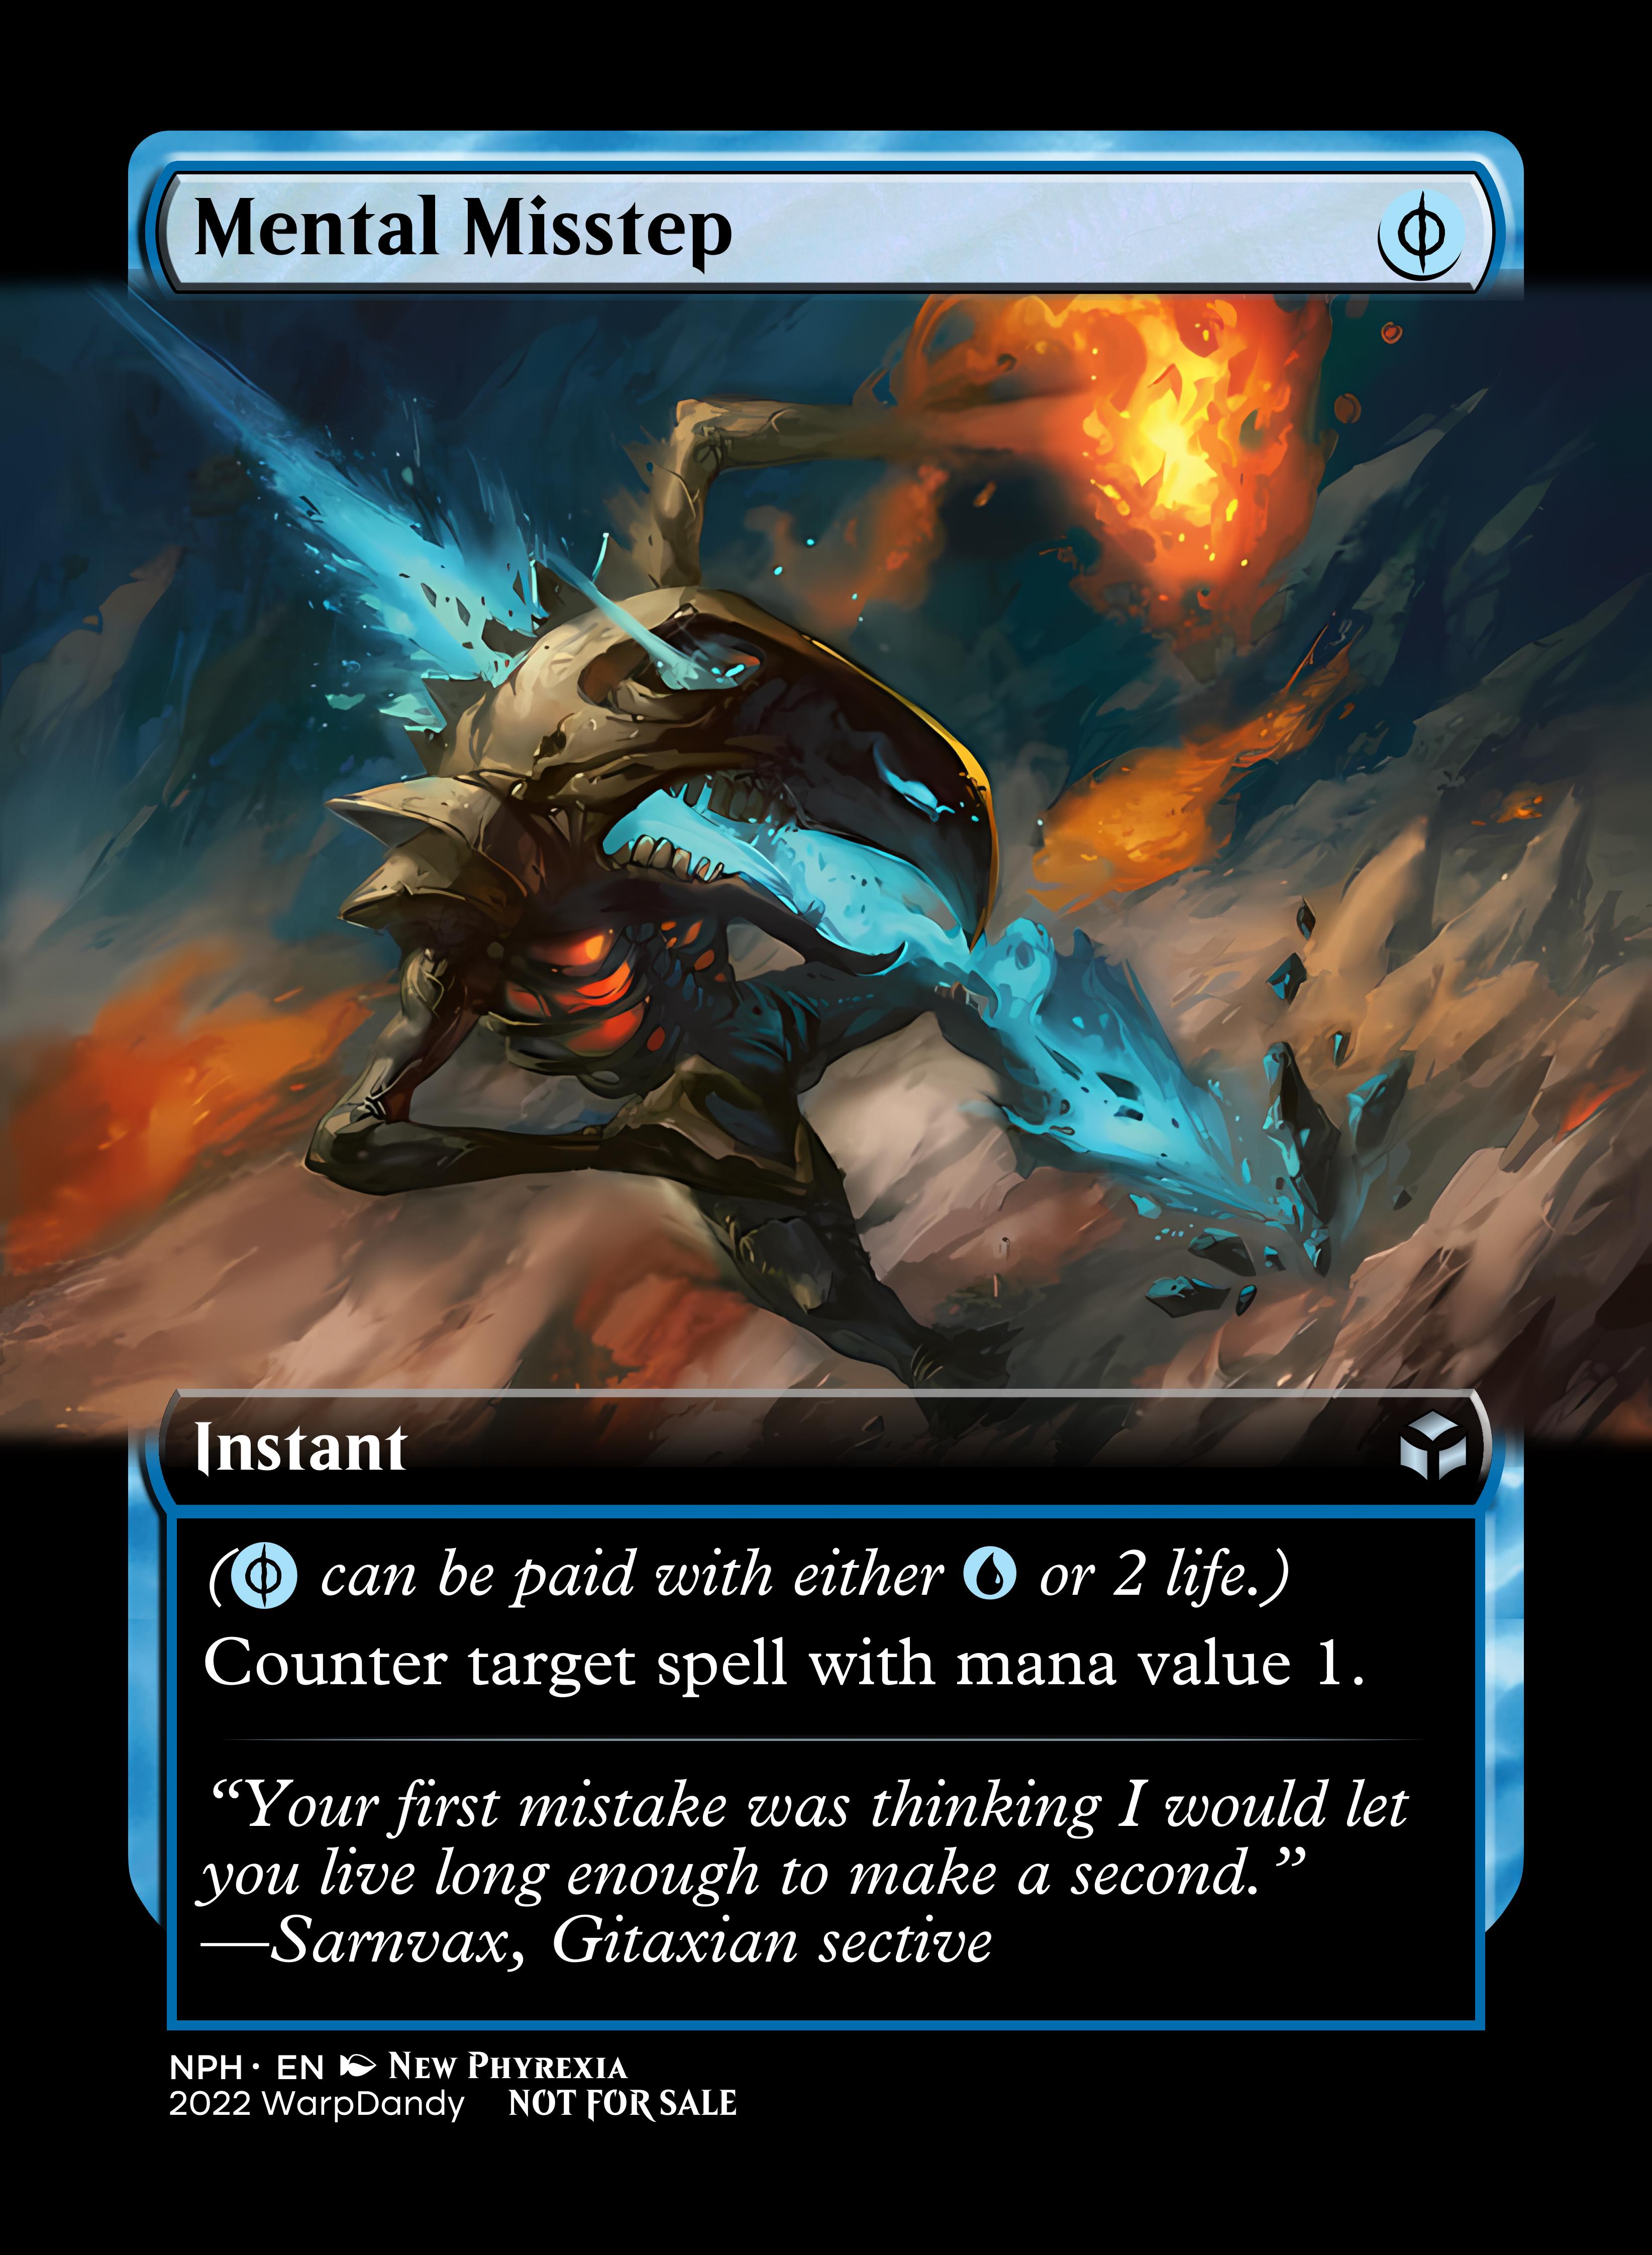 Mental Misstep
Instant
( can be paid with either  or 2 life.)
Counter target spell with mana value 1.
“Your first mistake was thinking I would let
you live long enough to make a second.”
—Sarnvax, Gitaxian sective
NPH · EN New Phyrexia
2022 WarpDandy NOT FOR SALE